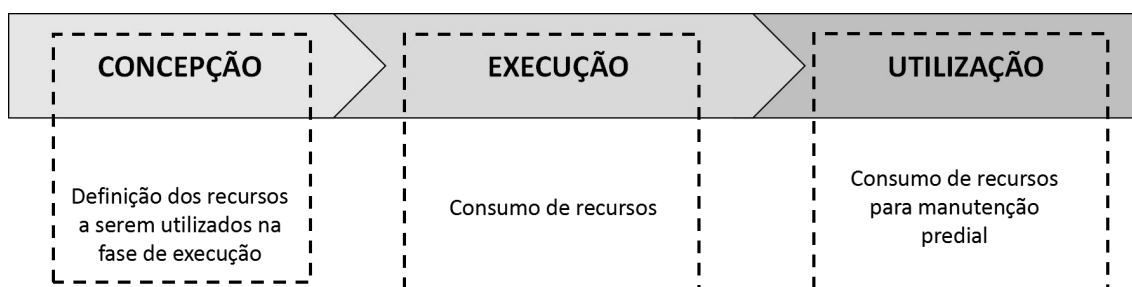 CONCEPÇÃO
EXECUÇÃO
UTILIZAÇÃO
Definição dos recursos
a serem utilizados na
fase de execução
Consumo de recursos
Consumo de recursos
para manutenção
predial